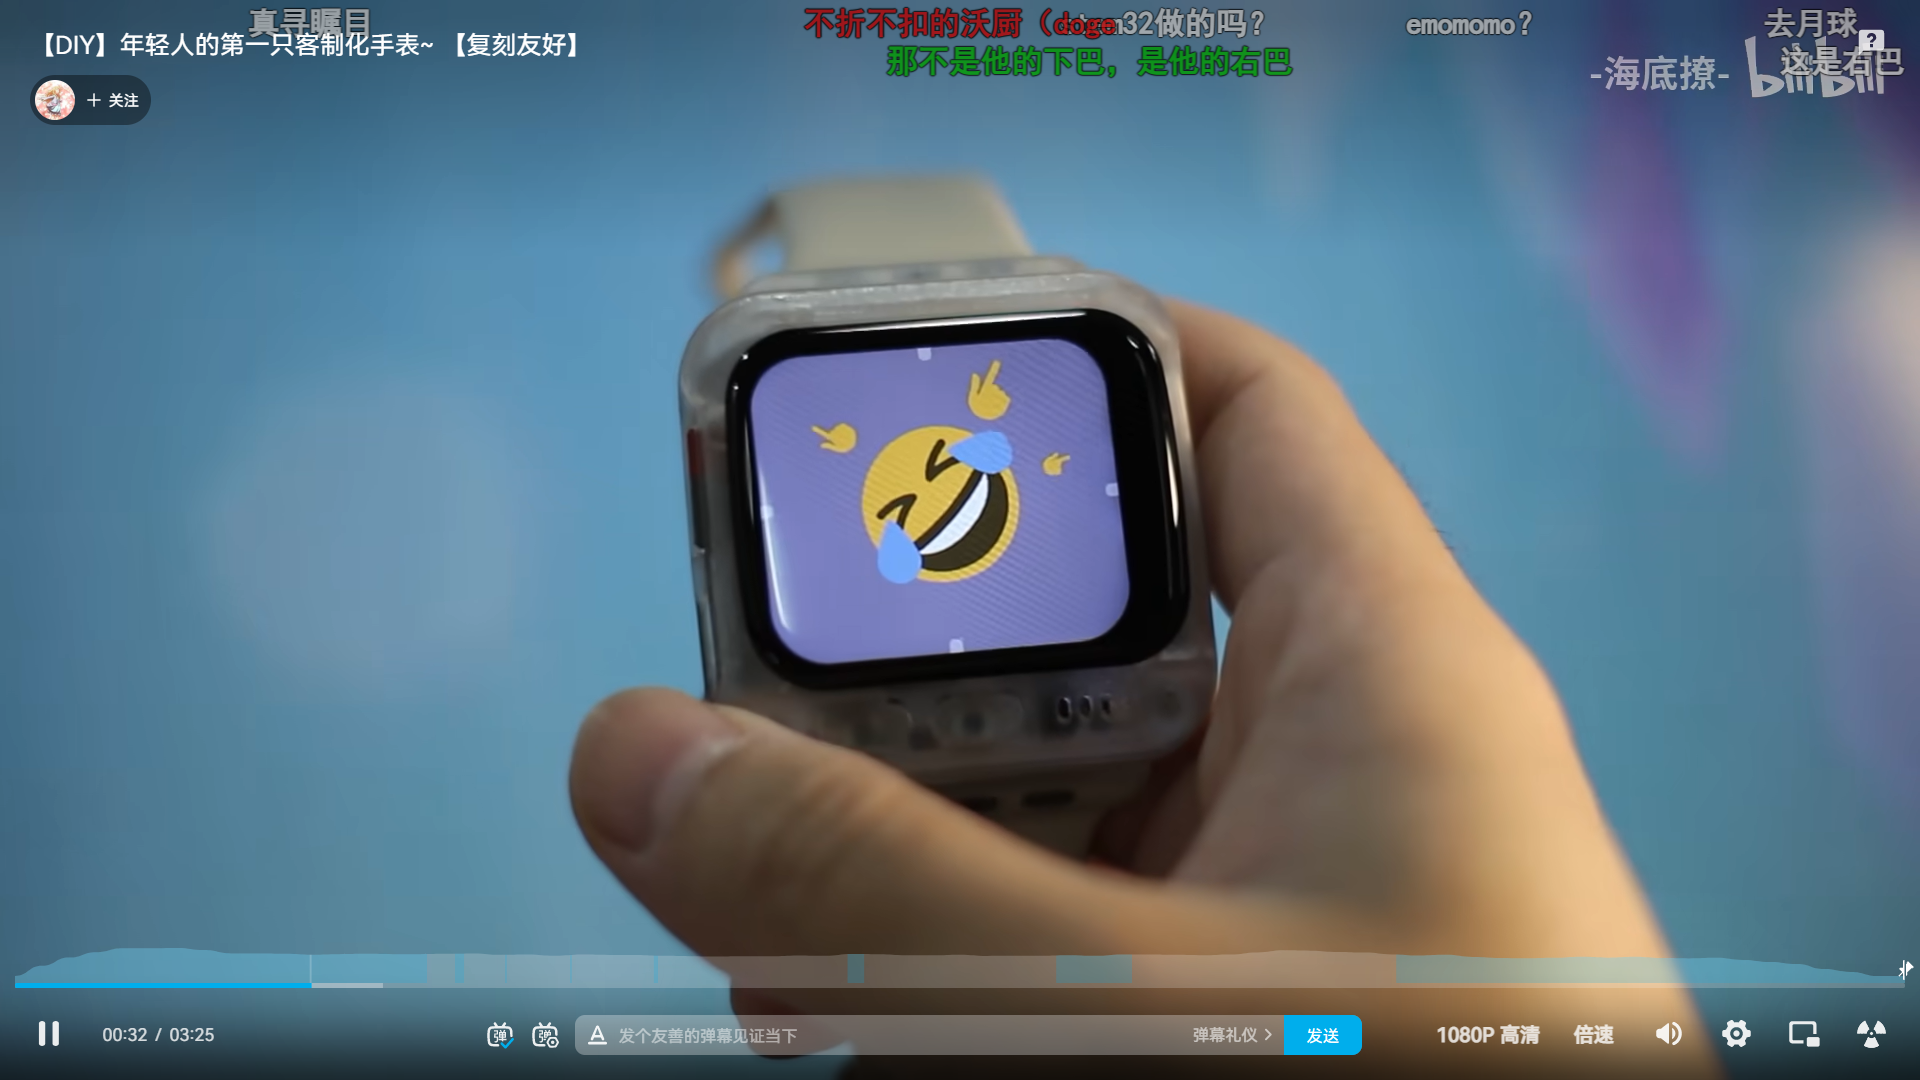 真寻瞩目
不折不扣的沃厨（doge
32做的吗？
emomomo？
去月球
【DIY】年轻人的第一只客制化手表~ 【复刻友好】
那不是他的下巴，是他的右巴
这是右巴
-海底撩-
bilibili
+ 关注
00:32 / 03:25
弹
弹
A 发个友善的弹幕见证当下
弹幕礼仪 >
发送
1080P 高清
倍速